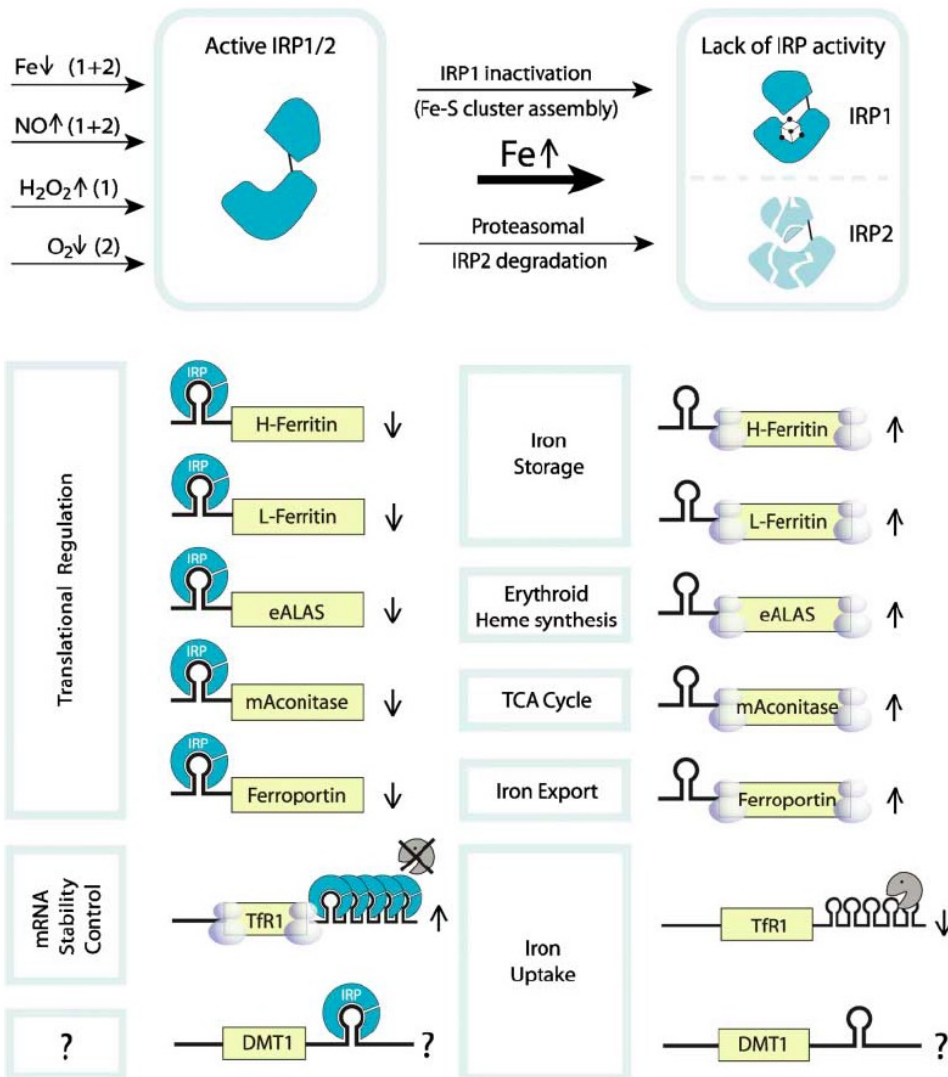 Active IRP1/2
Fe↓ (1+2)
NO↑ (1+2)
H₂O₂↑ (1)
O₂↓ (2)
IRP1 inactivation
(Fe-S cluster assembly)
Fe↑
Proteasomal
IRP2 degradation
Lack of IRP activity
IRP1
IRP2
Translational Regulation
IRP
H-Ferritin ↓
IRP
L-Ferritin ↓
IRP
eALAS ↓
IRP
mAconitase ↓
IRP
Ferroportin ↓
Iron
Storage
Erythroid
Heme synthesis
TCA Cycle
Iron Export
H-Ferritin ↑
L-Ferritin ↑
eALAS ↑
mAconitase ↑
Ferroportin ↑
mRNA
Stability
Control
TfR1 ↑
?
IRP
DMT1 ?
Iron
Uptake
TfR1 ↓
DMT1 ?